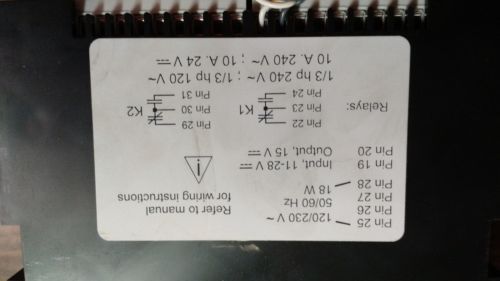 Pin 25
Pin 26
Pin 27
Pin 28
120/230 V ~
50/60 Hz
18 W
Pin 19 Input, 11-28 V ⎓
Pin 20 Output, 15 V ⎓
Refer to manual
for wiring instructions
Relays:
Pin 22
Pin 23
Pin 24
K1
Pin 29
Pin 30
Pin 31
K2
1/3 hp 240 V ~ ; 1/3 hp 120 V ~
10 A. 240 V ~ ; 10 A. 24 V ⎓